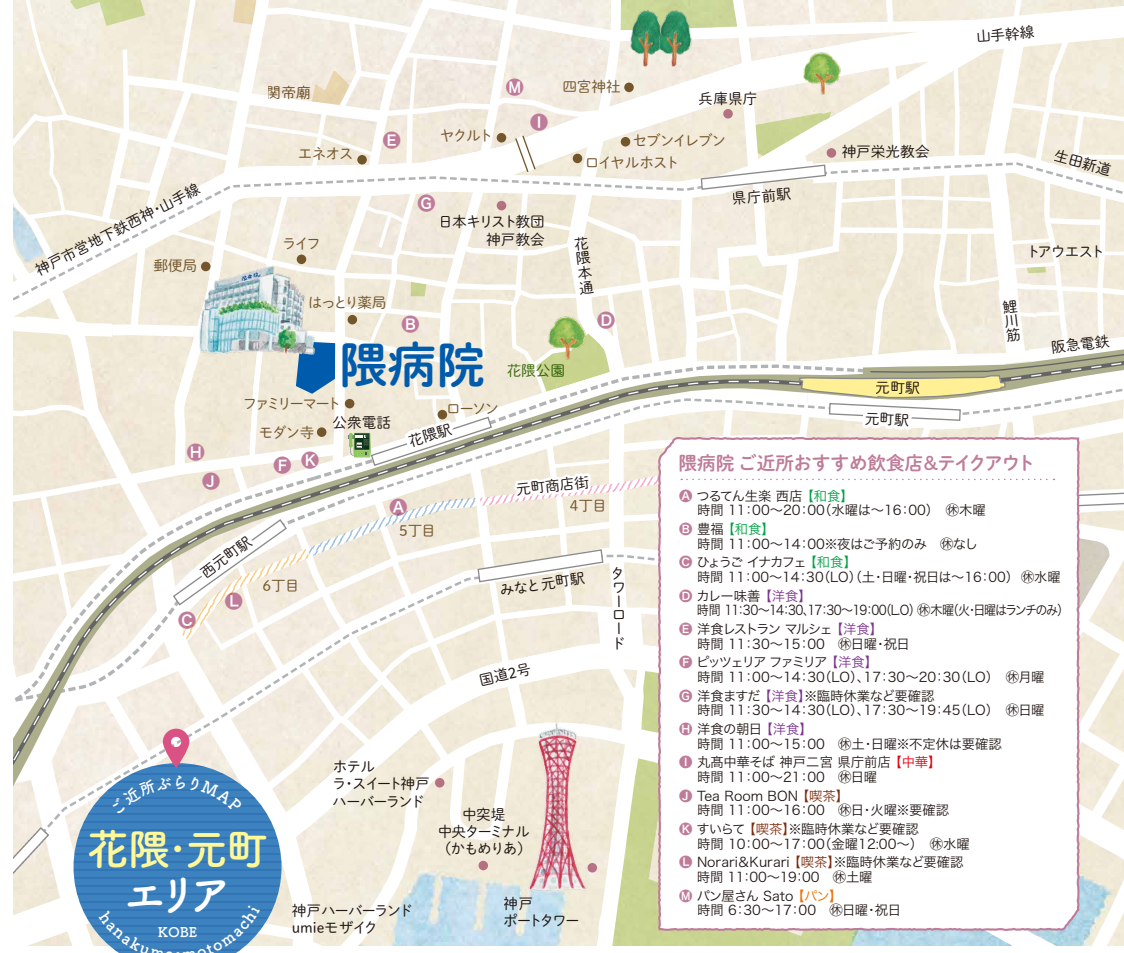 山手幹線
関帝廟
M
四宮神社
兵庫県庁
I
ヤクルト
E
セブンイレブン
エネオス
ロイヤルホスト
神戸栄光教会
生田新道
県庁前駅
神戸市営地下鉄西神・山手線
G
日本キリスト教団
神戸教会
花隈本通
ライフ
郵便局
トアウエスト
はっとり薬局
B
D
鯉川筋
阪急電鉄
隈病院
花隈公園
元町駅
元町駅
ファミリーマート
公衆電話
ローソン
モダン寺
花隈駅
H
F
K
J
元町商店街
A
4丁目
5丁目
西元町駅
6丁目
みなと元町駅
タワーロード
L
C
国道2号
ホテル
ラ・スイート神戸
ハーバーランド
中突堤
中央ターミナル
(かもめりあ)
神戸ハーバーランド
umieモザイク
神戸
ポートタワー
ご近所ぶらりMAP
花隈・元町
エリア
KOBE
hanakuma・motomachi
隈病院 ご近所おすすめ飲食店&テイクアウト
A つるてん生楽 西店【和食】
時間 11:00〜20:00(水曜は〜16:00) ㊡木曜
B 豊福【和食】
時間 11:00〜14:00※夜はご予約のみ ㊡なし
C ひょうご イナカフェ【和食】
時間 11:00〜14:30(LO)(土・日曜・祝日は〜16:00) ㊡水曜
D カレー味善【洋食】
時間 11:30〜14:30、17:30〜19:00(LO) ㊡木曜(火・日曜はランチのみ)
E 洋食レストラン マルシェ【洋食】
時間 11:30〜15:00 ㊡日曜・祝日
F ピッツェリア ファミリア【洋食】
時間 11:00〜14:30(LO)、17:30〜20:30(LO) ㊡月曜
G 洋食ますだ【洋食】※臨時休業など要確認
時間 11:30〜14:30(LO)、17:30〜19:45(LO) ㊡日曜
H 洋食の朝日【洋食】
時間 11:00〜15:00 ㊡土・日曜※不定休は要確認
I 丸髙中華そば 神戸二宮 県庁前店【中華】
時間 11:00〜21:00 ㊡日曜
J Tea Room BON【喫茶】
時間 11:00〜16:00 ㊡日・火曜※要確認
K すいらて【喫茶】※臨時休業など要確認
時間 10:00〜17:00(金曜12:00〜) ㊡水曜
L Norari&Kurari【喫茶】※臨時休業など要確認
時間 11:00〜19:00 ㊡土曜
M パン屋さん Sato【パン】
時間 6:30〜17:00 ㊡日曜・祝日